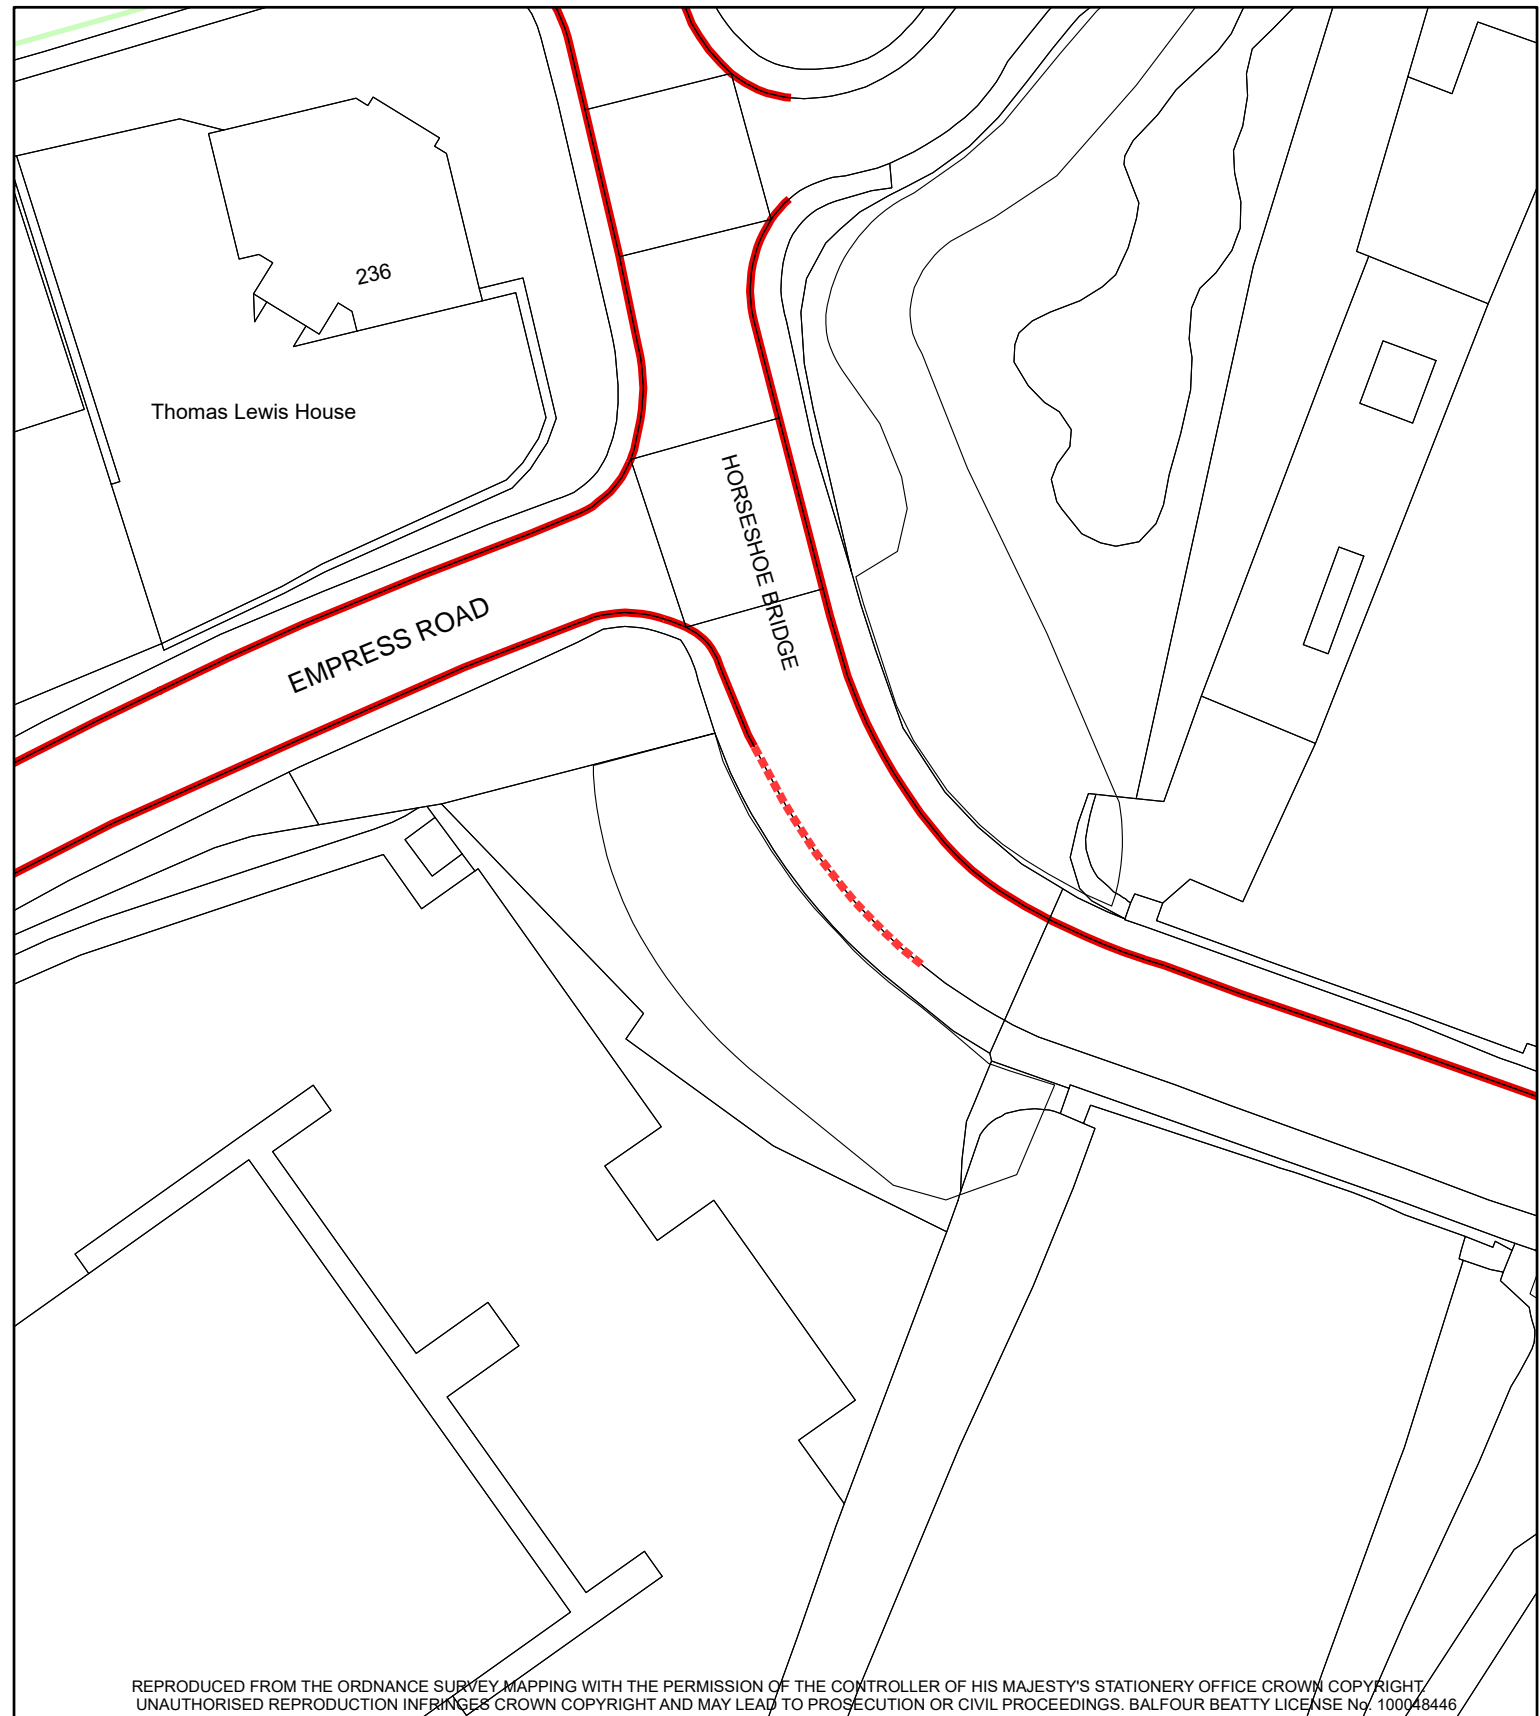 236
Thomas Lewis House
HORSESHOE BRIDGE
EMPRESS ROAD
REPRODUCED FROM THE ORDNANCE SURVEY MAPPING WITH THE PERMISSION OF THE CONTROLLER OF HIS MAJESTY'S STATIONERY OFFICE CROWN COPYRIGHT.
UNAUTHORISED REPRODUCTION INFRINGES CROWN COPYRIGHT AND MAY LEAD TO PROSECUTION OR CIVIL PROCEEDINGS. BALFOUR BEATTY LICENSE No. 100048446